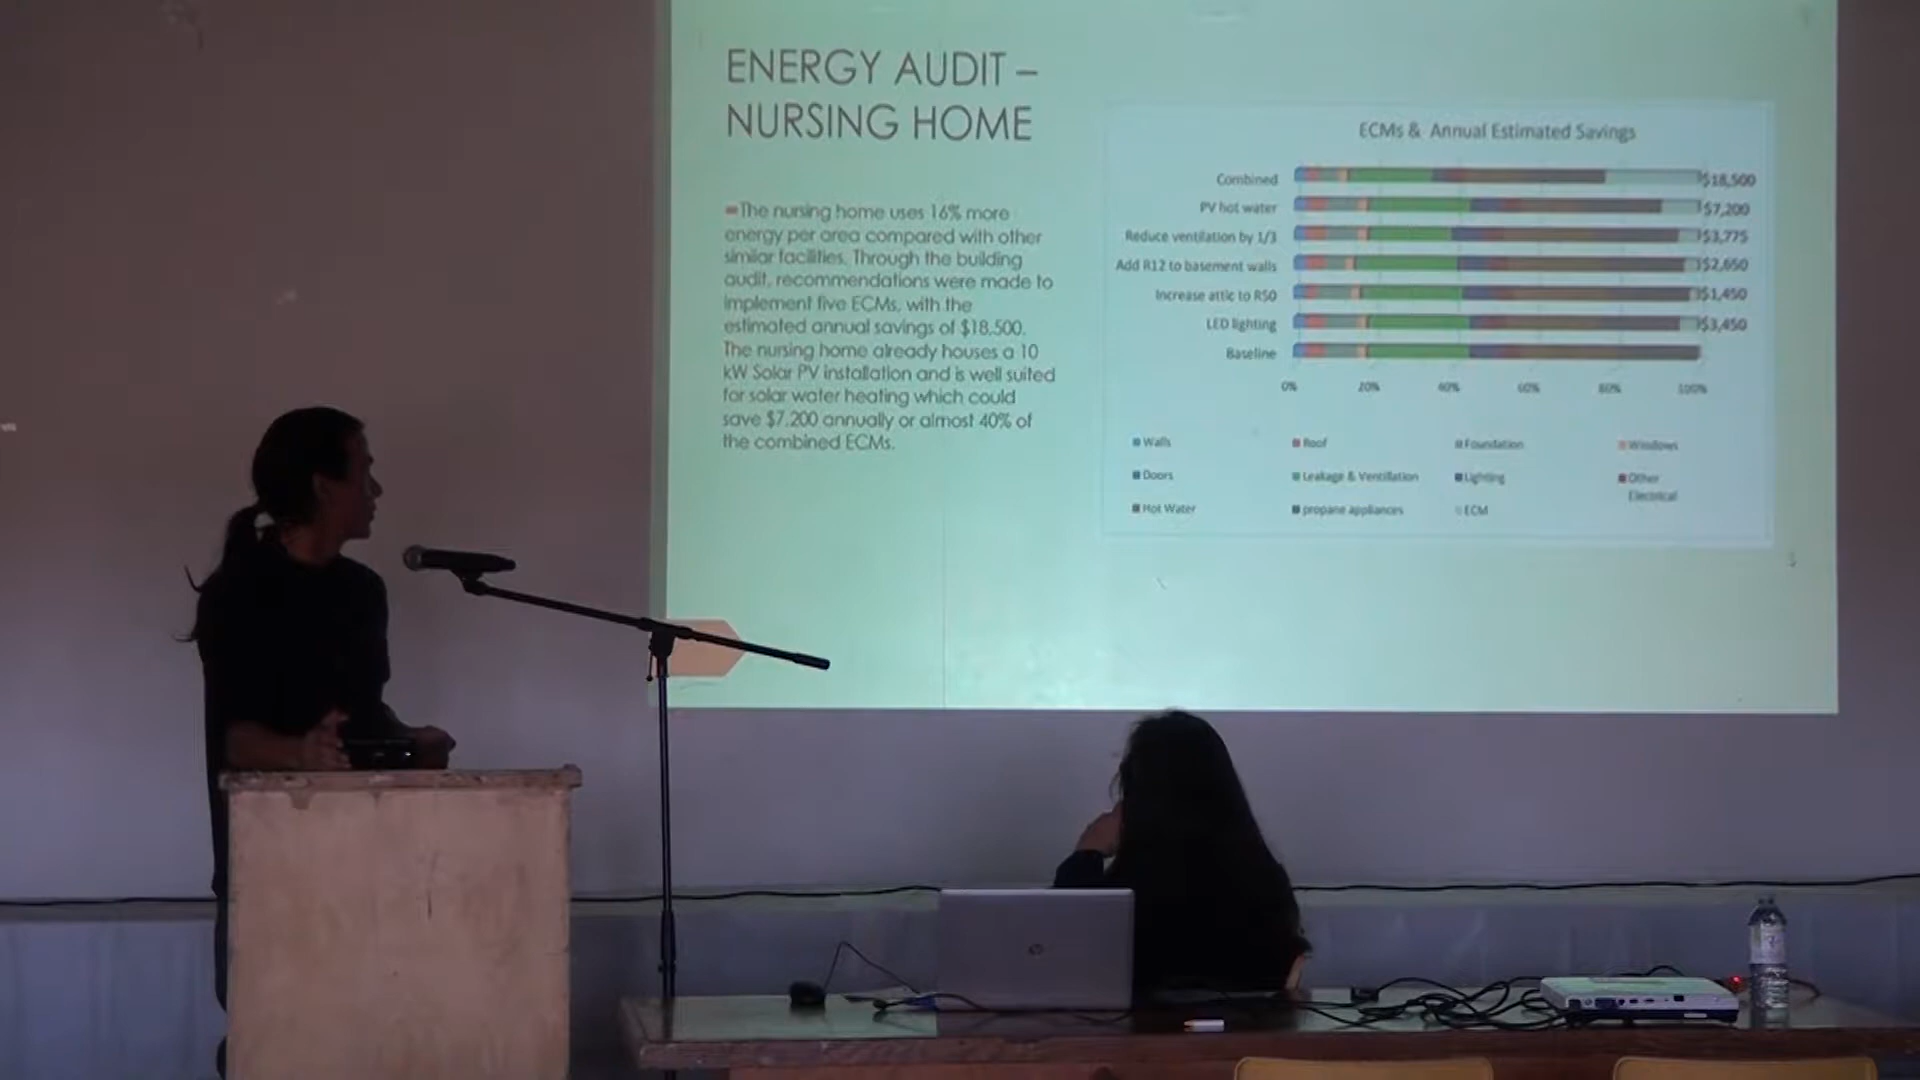 ENERGY AUDIT –
NURSING HOME
The nursing home uses 16% more
energy per area compared with other
similar facilities. Through the building
audit, recommendations were made to
implement five ECMs, with the
estimated annual savings of $18,500.
The nursing home already houses a 10
kW Solar PV installation and is well suited
for solar water heating which could
save $7,200 annually or almost 40% of
the combined ECMs.
ECMs & Annual Estimated Savings
Combined $18,500
PV hot water $7,200
Reduce ventilation by 1/3 $3,775
Add R12 to basement walls $2,650
Increase attic to R50 $1,450
LED lighting $3,450
Baseline
0% 20% 40% 60% 80% 100%
Walls Roof Foundation Windows
Doors Leakage & Ventillation Lighting Other
Electrical
Hot Water propane appliances ECM
hp